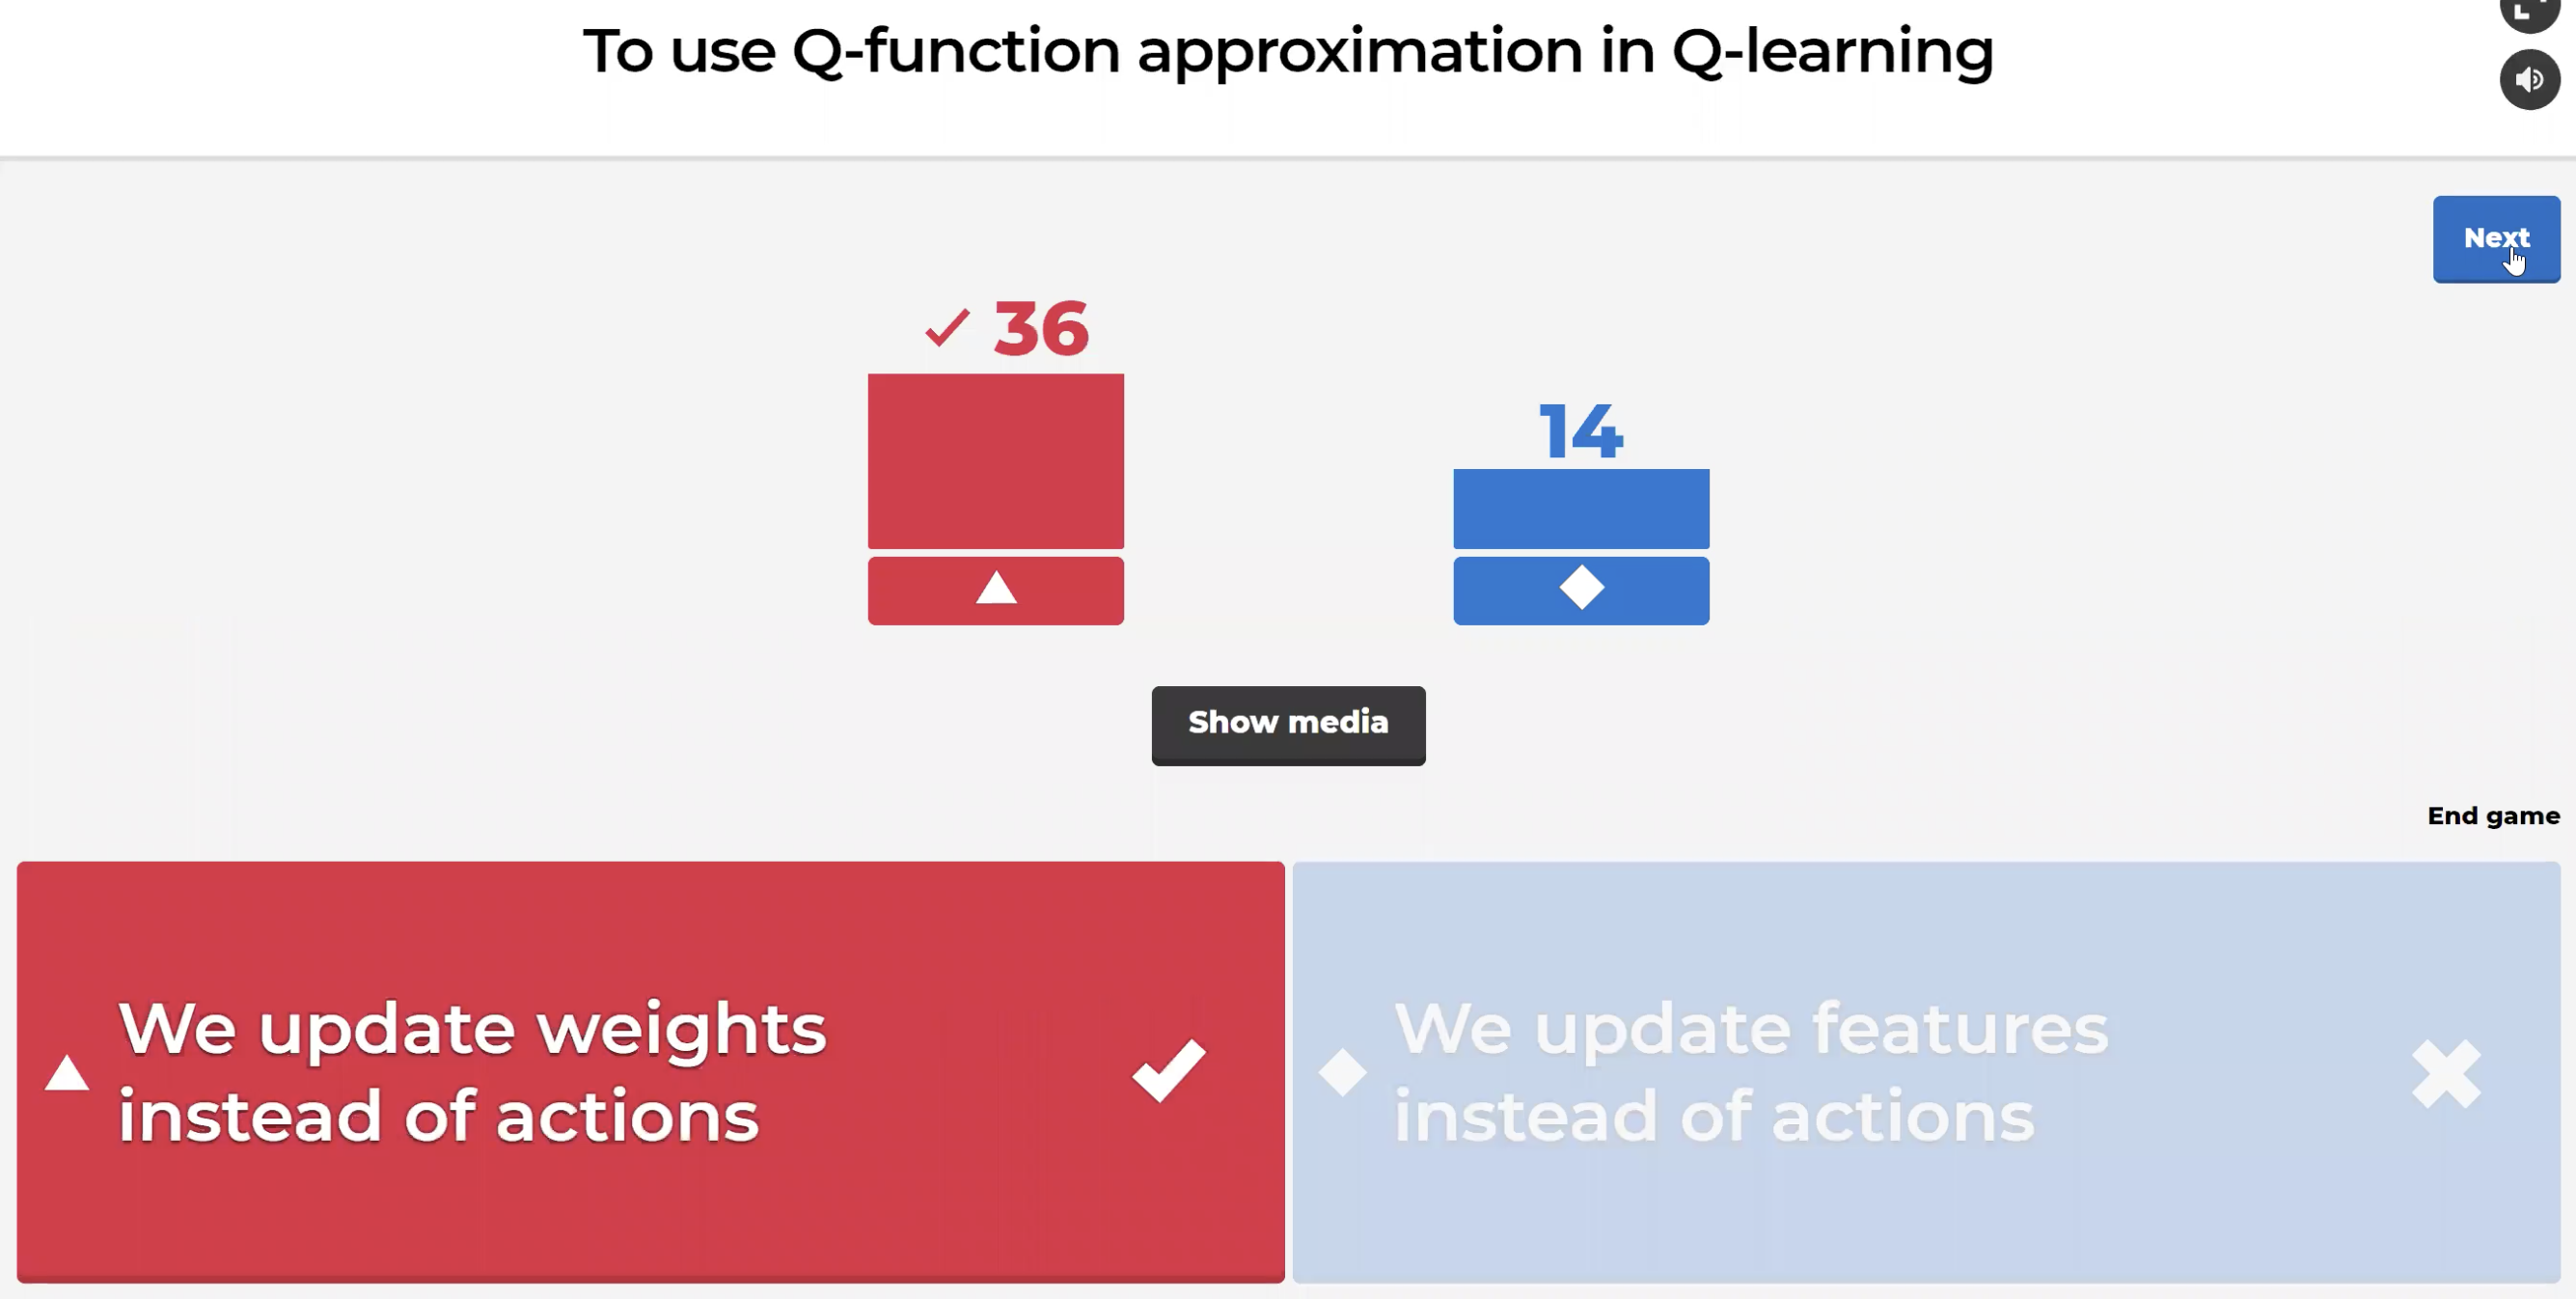 To use Q-function approximation in Q-learning
Next
36
14
Show media
End game
We update weights
instead of actions
We update features
instead of actions